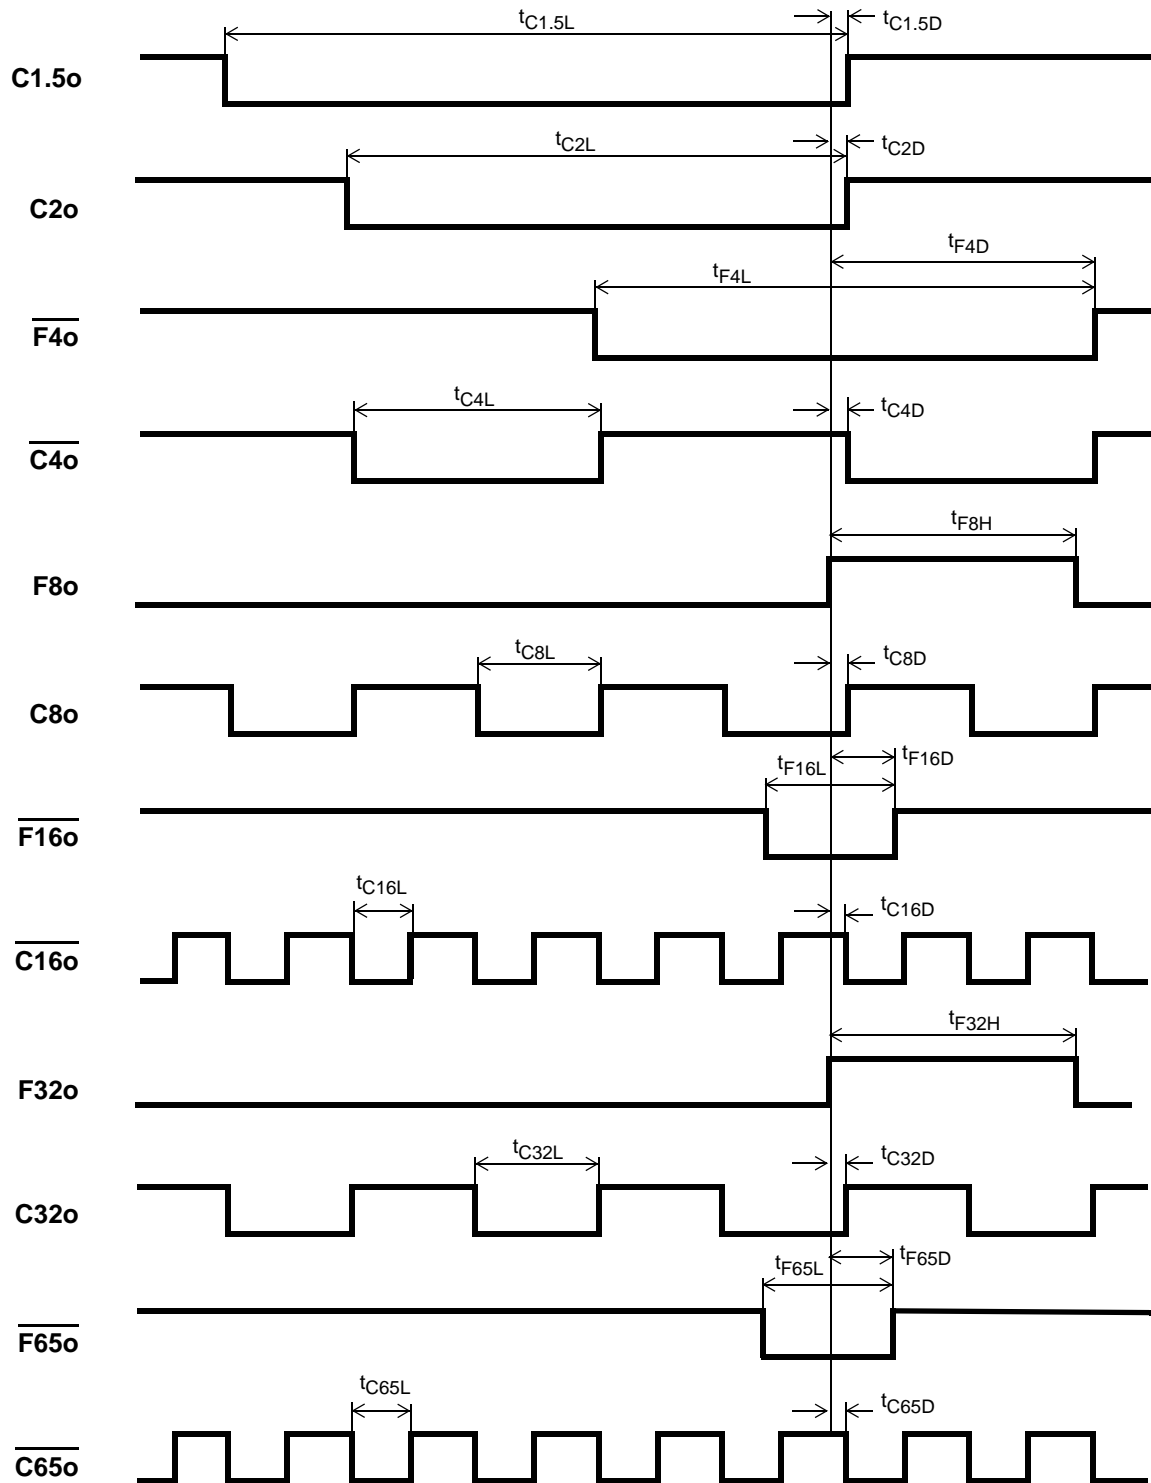 tC1.5L
tC1.5D
C1.5o
tC2L
tC2D
C2o
tF4D
tF4L
F4o
tC4L
tC4D
C4o
tF8H
F8o
tC8L
tC8D
C8o
tF16L
tF16D
F16o
tC16L
tC16D
C16o
tF32H
F32o
tC32L
tC32D
C32o
tF65L
tF65D
F65o
tC65L
tC65D
C65o